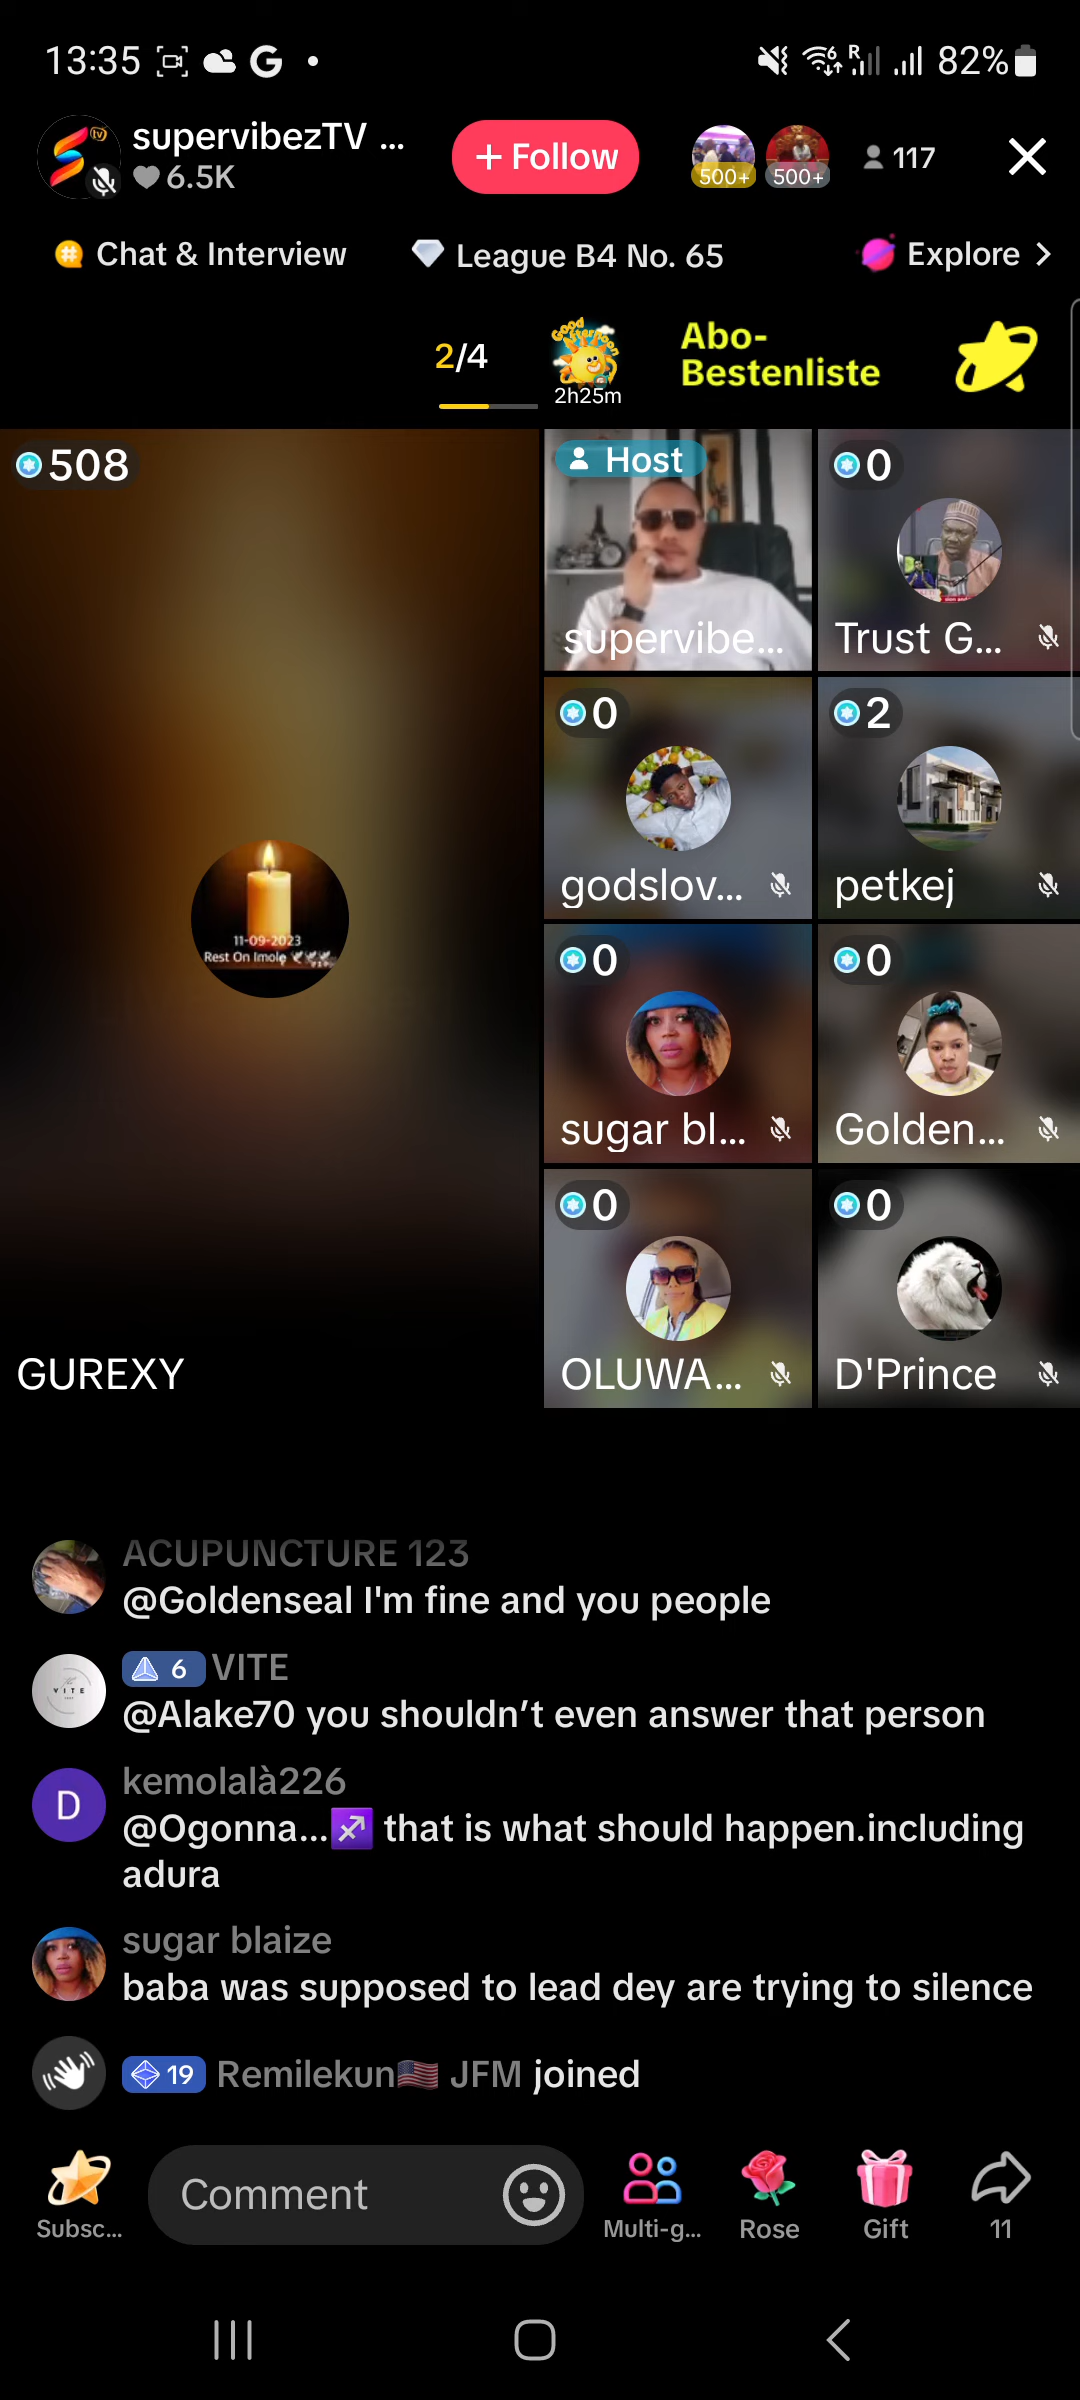 13:35
82%
supervibezTV ...
6.5K
+ Follow
500+
500+
117
Chat & Interview
League B4 No. 65
Explore
2/4
Good Afternoon
2h25m
Abo-
Bestenliste
508
Host
0
supervibe...
Trust G...
0
2
godslov...
petkej
11-09-2023
Rest On Imole
0
0
sugar bl...
Golden...
0
0
GUREXY
OLUWA...
D'Prince
ACUPUNCTURE 123
@Goldenseal I'm fine and you people
6 VITE
@Alake70 you shouldn’t even answer that person
kemolalà226
@Ogonna...♐ that is what should happen.including
adura
sugar blaize
baba was supposed to lead dey are trying to silence
19 Remilekun🇺🇸 JFM joined
Comment
Subsc...
Multi-g...
Rose
Gift
11